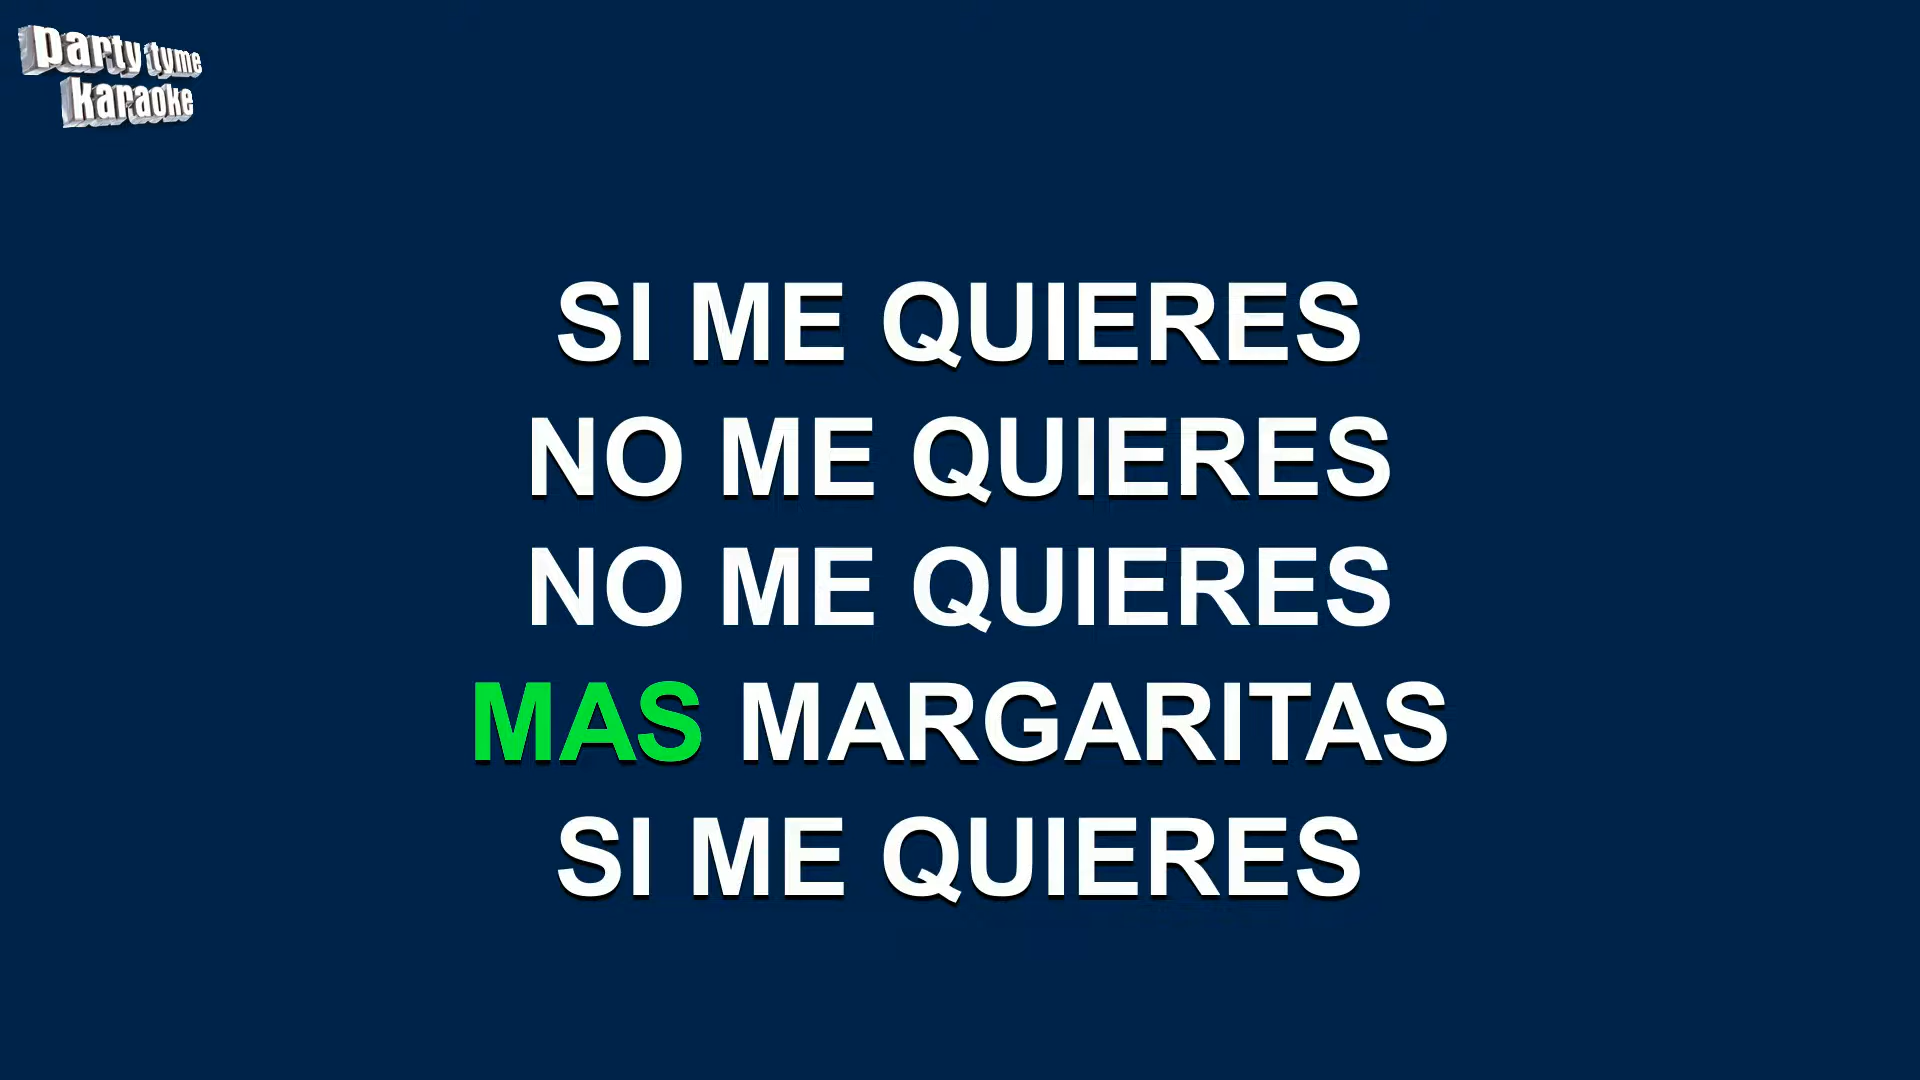 party tyme
karaoke
SI ME QUIERES
NO ME QUIERES
NO ME QUIERES
MAS MARGARITAS
SI ME QUIERES